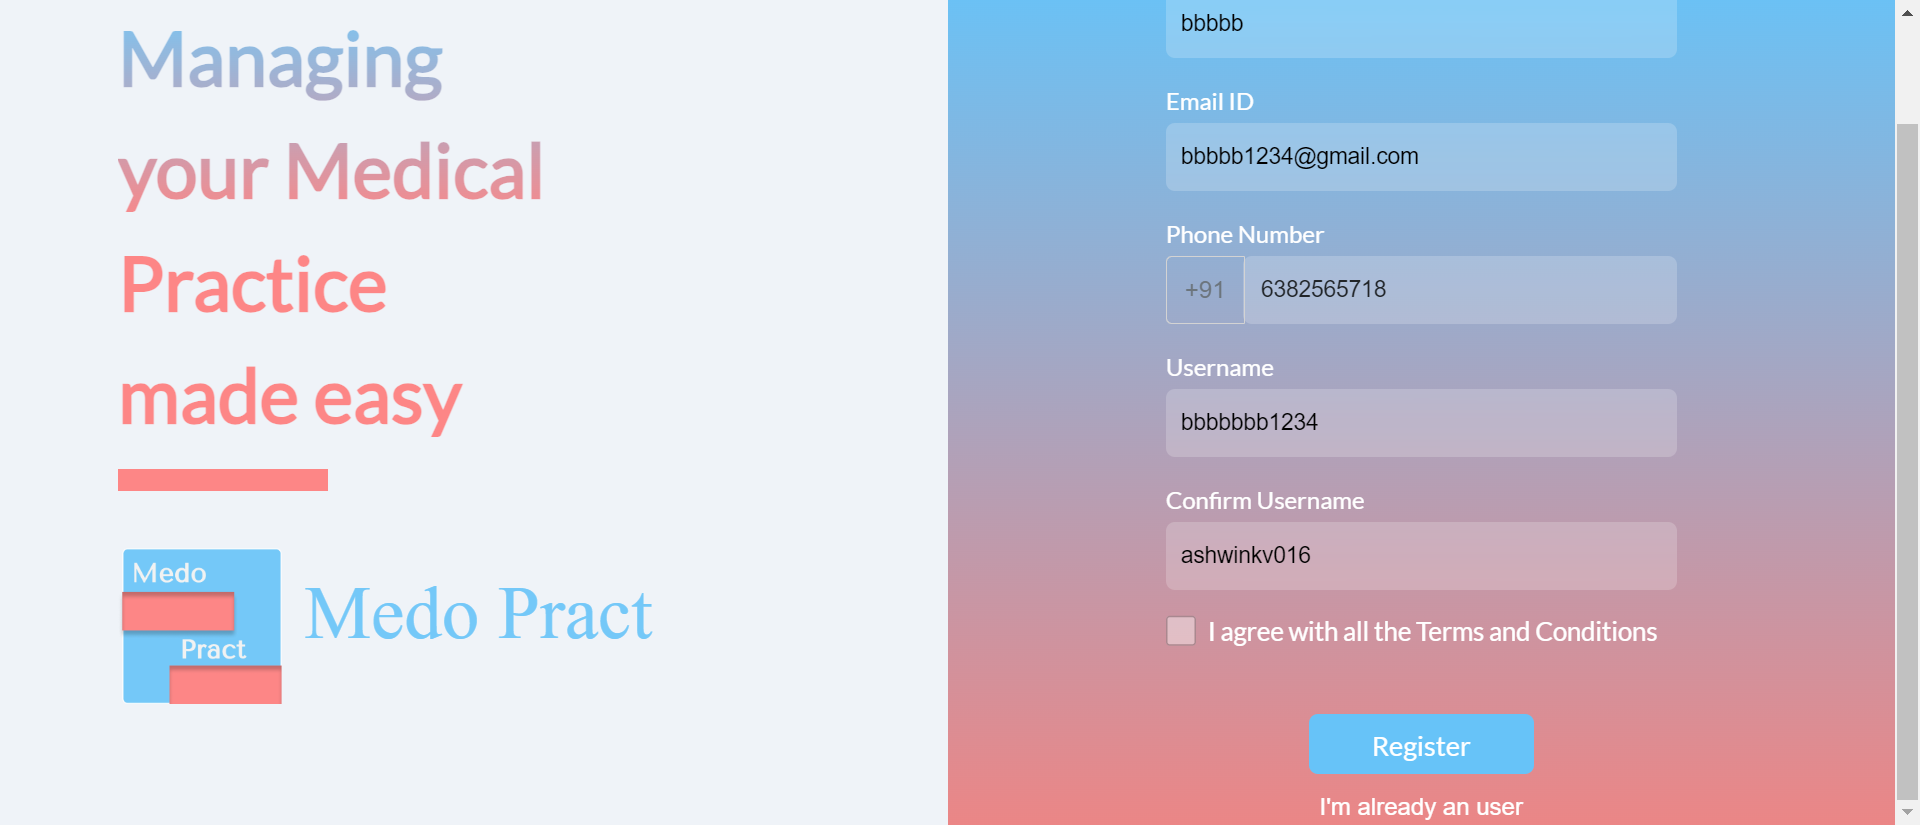 Managing
your Medical
Practice
made easy
Medo
Pract
Medo Pract
bbbbb
Email ID
bbbbb1234@gmail.com
Phone Number
+91 6382565718
Username
bbbbbbb1234
Confirm Username
ashwinkv016
I agree with all the Terms and Conditions
Register
I'm already an user